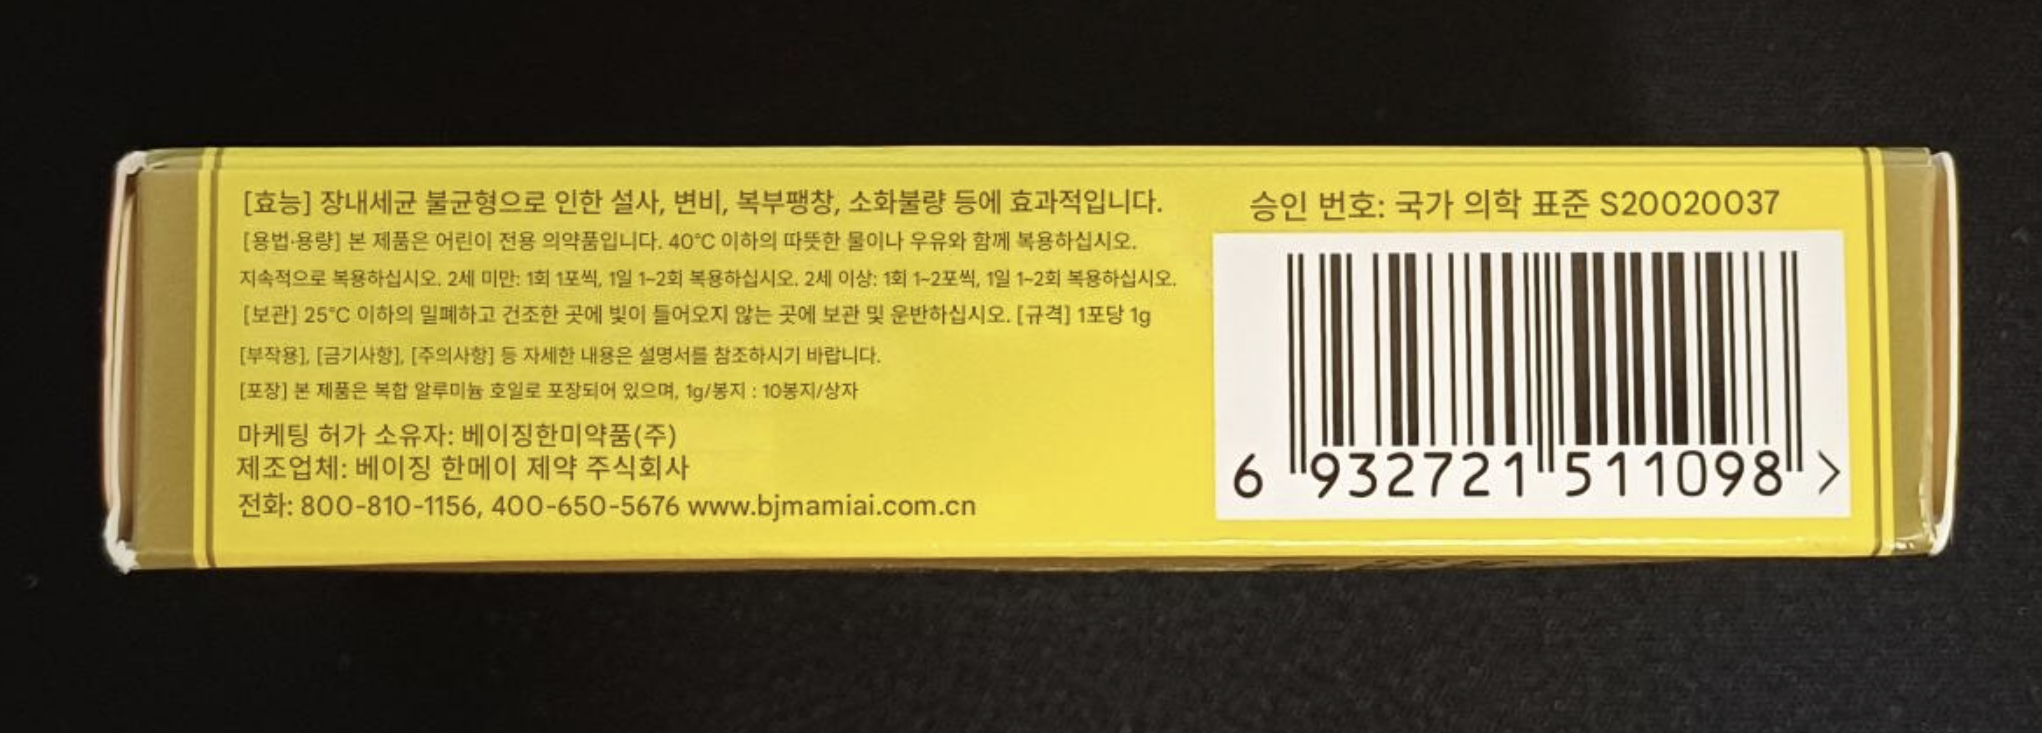 [효능] 장내세균 불균형으로 인한 설사, 변비, 복부팽창, 소화불량 등에 효과적입니다.
[용법·용량] 본 제품은 어린이 전용 의약품입니다. 40℃ 이하의 따뜻한 물이나 우유와 함께 복용하십시오.
지속적으로 복용하십시오. 2세 미만: 1회 1포씩, 1일 1~2회 복용하십시오. 2세 이상: 1회 1~2포씩, 1일 1~2회 복용하십시오.
[보관] 25℃ 이하의 밀폐하고 건조한 곳에 빛이 들어오지 않는 곳에 보관 및 운반하십시오. [규격] 1포당 1g
[부작용], [금기사항], [주의사항] 등 자세한 내용은 설명서를 참조하시기 바랍니다.
[포장] 본 제품은 복합 알루미늄 호일로 포장되어 있으며, 1g/봉지 : 10봉지/상자
마케팅 허가 소유자: 베이징한미약품(주)
제조업체: 베이징 한메이 제약 주식회사
전화: 800-810-1156, 400-650-5676 www.bjmamiai.com.cn
승인 번호: 국가 의학 표준 S20020037
6 932721 511098 >